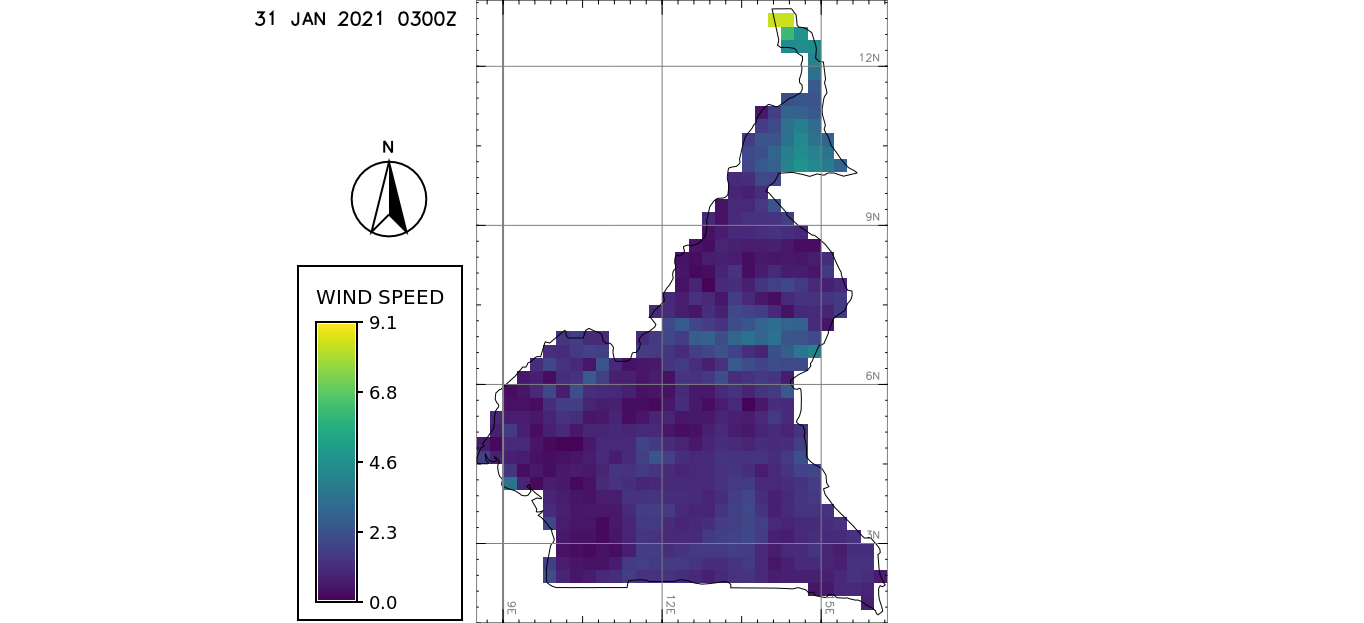 31 JAN 2021 0300Z
N
WIND SPEED
9.1
6.8
4.6
2.3
0.0
12N
9N
6N
3N
9E
12E
15E